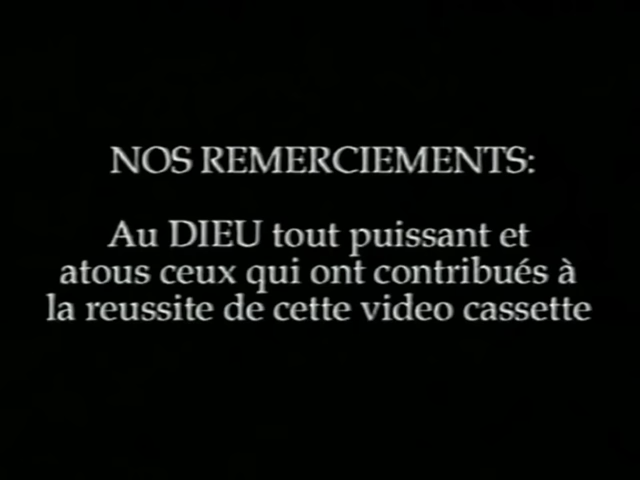 NOS REMERCIEMENTS:
Au DIEU tout puissant et
atous ceux qui ont contribués à
la reussite de cette video cassette